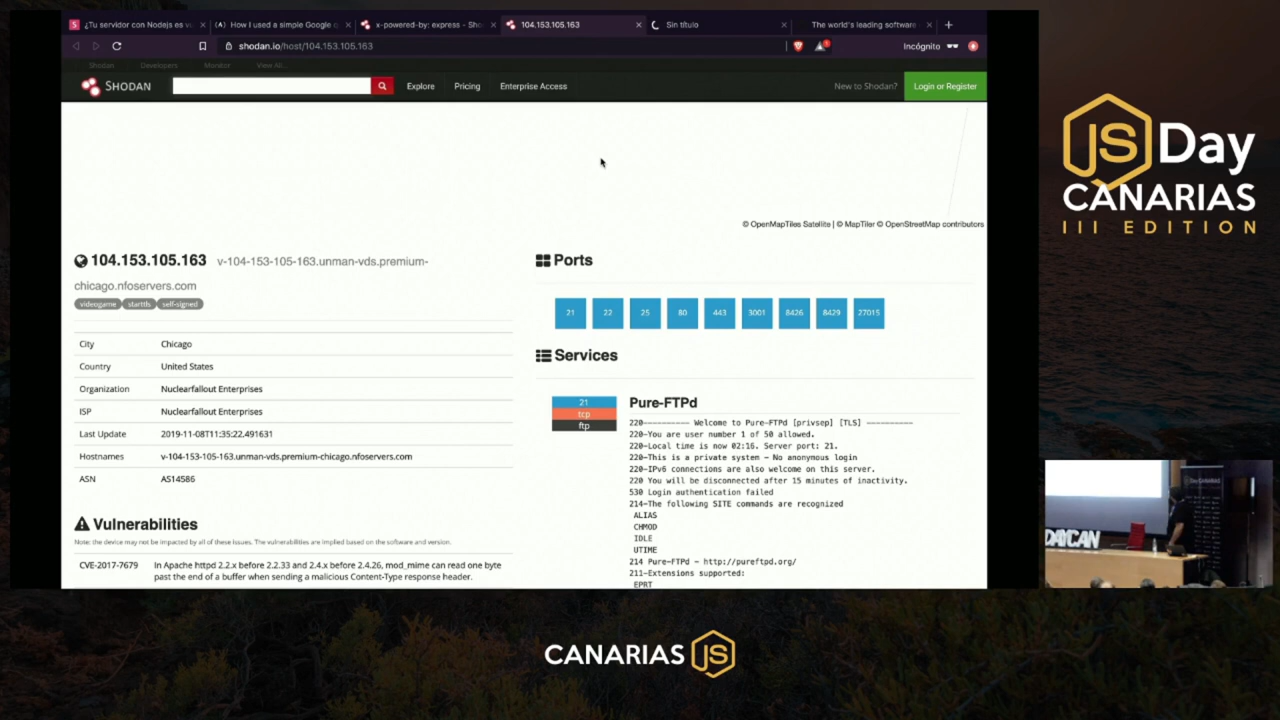 ¿Tu servidor con Nodejs es vu
How I used a simple Google q
x-powered-by: express - Sho
104.153.105.163
Sin título
The world's leading software
shodan.io/host/104.153.105.163
Incógnito
Shodan
Developers
Monitor
View All...
SHODAN
Explore
Pricing
Enterprise Access
New to Shodan?
Login or Register
© OpenMapTiles Satellite | © MapTiler © OpenStreetMap contributors
104.153.105.163 v-104-153-105-163.unman-vds.premium-
chicago.nfoservers.com
videogame starttls self-signed
City Chicago
Country United States
Organization Nuclearfallout Enterprises
ISP Nuclearfallout Enterprises
Last Update 2019-11-08T11:35:22.491631
Hostnames v-104-153-105-163.unman-vds.premium-chicago.nfoservers.com
ASN AS14586
Vulnerabilities
Note: the device may not be impacted by all of these issues. The vulnerabilities are implied based on the software and version.
CVE-2017-7679 In Apache httpd 2.2.x before 2.2.33 and 2.4.x before 2.4.26, mod_mime can read one byte
past the end of a buffer when sending a malicious Content-Type response header.
Ports
21 22 25 80 443 3001 8426 8429 27015
Services
21
tcp
ftp
Pure-FTPd
220---------- Welcome to Pure-FTPd [privsep] [TLS] ----------
220-You are user number 1 of 50 allowed.
220-Local time is now 02:16. Server port: 21.
220-This is a private system - No anonymous login
220-IPv6 connections are also welcome on this server.
220 You will be disconnected after 15 minutes of inactivity.
530 Login authentication failed
214-The following SITE commands are recognized
ALIAS
CHMOD
IDLE
UTIME
214 Pure-FTPd - http://pureftpd.org/
211-Extensions supported:
EPRT
JS Day
CANARIAS
III EDITION
DAYCAN
CANARIAS JS